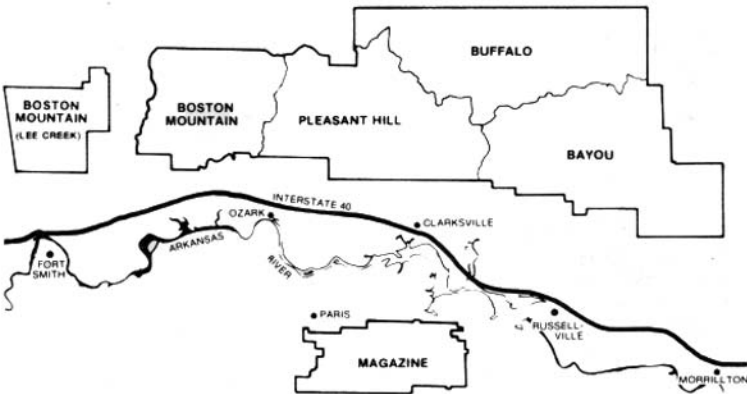 BUFFALO
BOSTON
MOUNTAIN
(LEE CREEK)
BOSTON
MOUNTAIN
PLEASANT HILL
BAYOU
INTERSTATE 40
OZARK
CLARKSVILLE
ARKANSAS
RIVER
FORT
SMITH
PARIS
RUSSELL-
VILLE
MAGAZINE
MORRILLTON